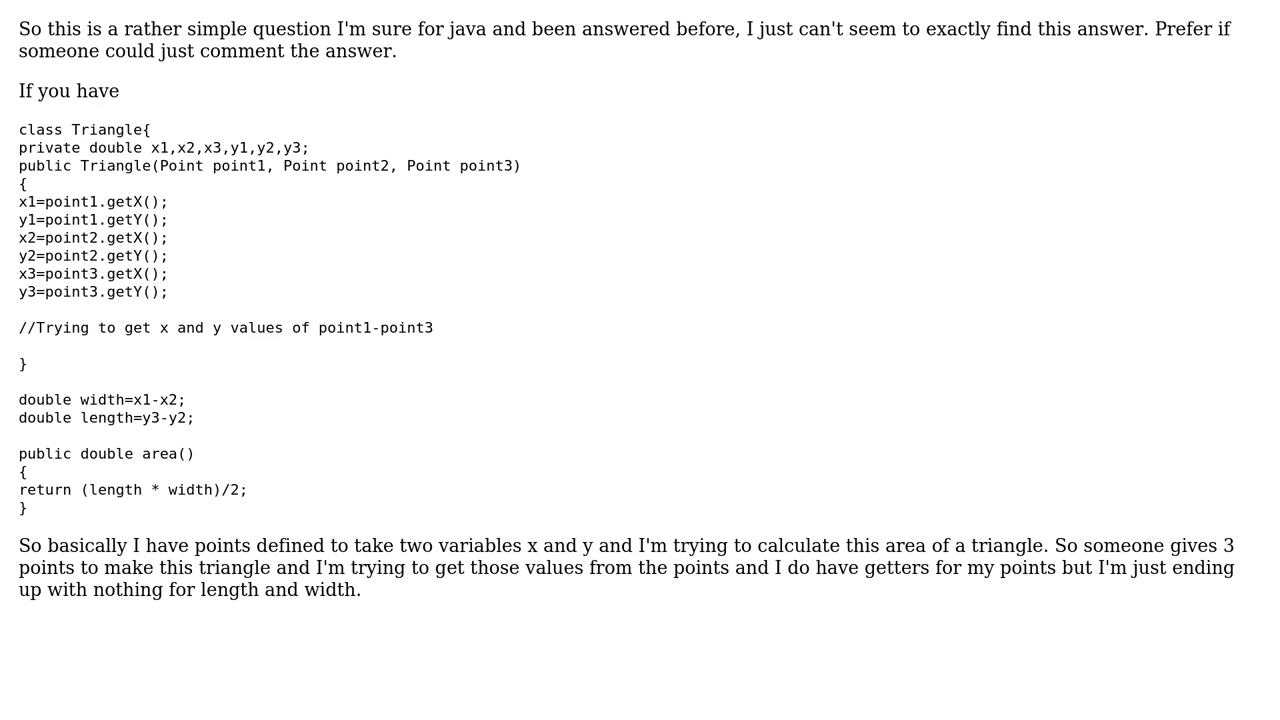 So this is a rather simple question I'm sure for java and been answered before, I just can't seem to exactly find this answer. Prefer if
someone could just comment the answer.
If you have
class Triangle{
private double x1,x2,x3,y1,y2,y3;
public Triangle(Point point1, Point point2, Point point3)
{
x1=point1.getX();
y1=point1.getY();
x2=point2.getX();
y2=point2.getY();
x3=point3.getX();
y3=point3.getY();
//Trying to get x and y values of point1-point3
}
double width=x1-x2;
double length=y3-y2;
public double area()
{
return (length * width)/2;
}
So basically I have points defined to take two variables x and y and I'm trying to calculate this area of a triangle. So someone gives 3
points to make this triangle and I'm trying to get those values from the points and I do have getters for my points but I'm just ending
up with nothing for length and width.